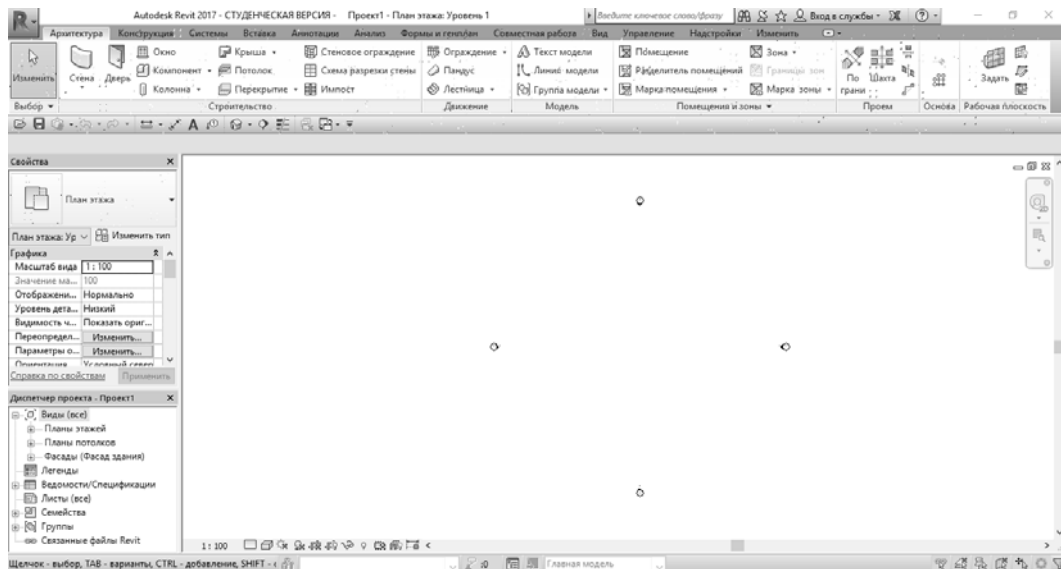 Autodesk Revit 2017 - СТУДЕНЧЕСКАЯ ВЕРСИЯ - Проект1 - План этажа: Уровень 1
Введите ключевое слово/фразу
Вход в службы
Архитектура Конструкция Системы Вставка Аннотации Анализ Формы и генплан Совместная работа Вид Управление Надстройки Изменить
Изменить
Стена Дверь
Окно
Компонент
Колонна
Крыша
Потолок
Перекрытие
Стеновое ограждение
Схема разрезки стены
Импост
Ограждение
Пандус
Лестница
Текст модели
Линия модели
Группа модели
Помещение
Разделитель помещений
Марка помещения
Зона
Границы зон
Марка зоны
По грани
Шахта
Задать
Выбор Строительство Движение Модель Помещения и зоны Проем Основа Рабочая плоскость
Свойства
План этажа
План этажа: Ур Изменить тип
Графика
Масштаб вида 1 : 100
Значение ма... 100
Отображени... Нормально
Уровень дета... Низкий
Видимость ч... Показать ориг...
Переопредел... Изменить...
Параметры о... Изменить...
Ориентация Условный север
Справка по свойствам Применить
Диспетчер проекта - Проект1
Виды (все)
Планы этажей
Планы потолков
Фасады (Фасад здания)
Легенды
Ведомости/Спецификации
Листы (все)
Семейства
Группы
Связанные файлы Revit
1 : 100
Щелчок - выбор, TAB - варианты, CTRL - добавление, SHIFT -
:0
Главная модель